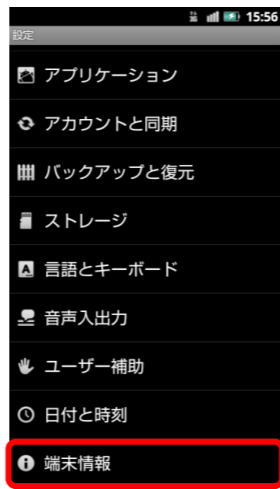 15:56
設定
アプリケーション
アカウントと同期
バックアップと復元
ストレージ
言語とキーボード
音声入出力
ユーザー補助
日付と時刻
端末情報